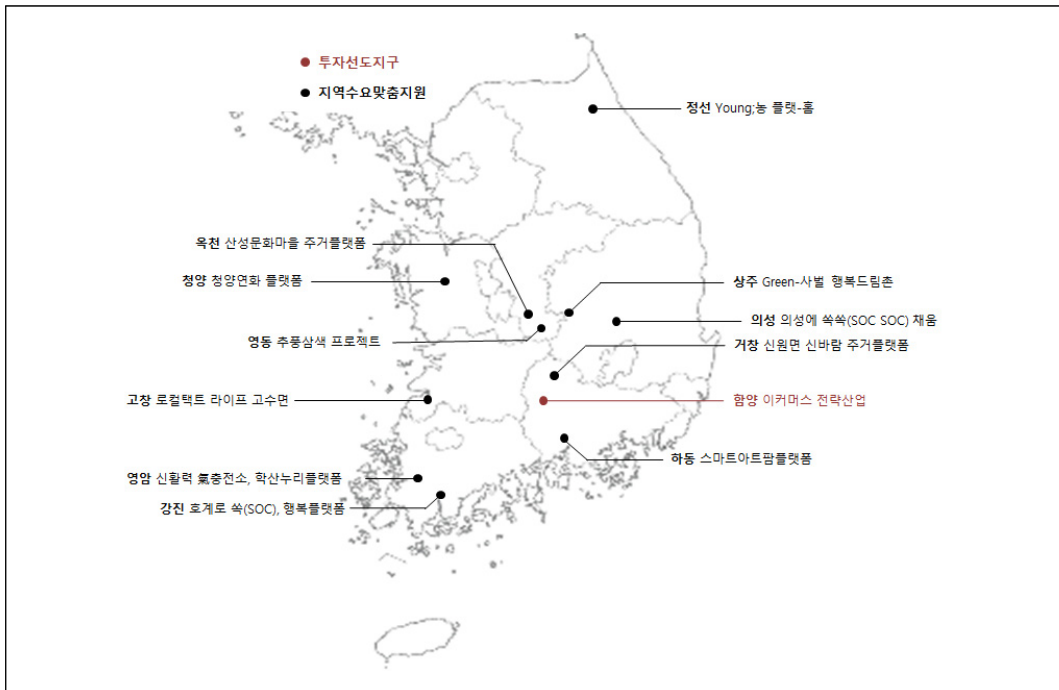 투자선도지구
지역수요맞춤지원
정선 Young;농 플랫-홈
옥천 산성문화마을 주거플랫폼
청양 청양연화 플랫폼
상주 Green-사벌 행복드림촌
의성 의성에 쏙쏙(SOC SOC) 채움
영동 추풍삼색 프로젝트
거창 신원면 신바람 주거플랫폼
고창 로컬택트 라이프 고수면
함양 이커머스 전략산업
하동 스마트아트팜플랫폼
영암 신활력 氣충전소, 학산누리플랫폼
강진 호계로 쏙(SOC), 행복플랫폼